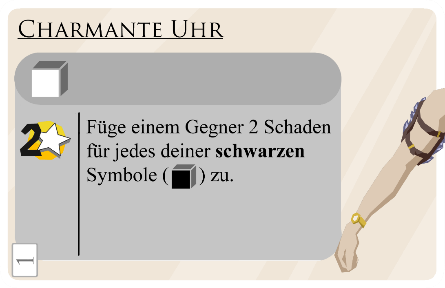 Charmante Uhr
2
Füge einem Gegner 2 Schaden
für jedes deiner schwarzen
Symbole ( ) zu.
1